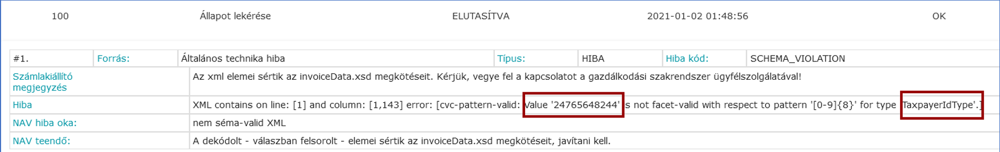 100 Állapot lekérése ELUTASÍTVA 2021-01-02 01:48:56 OK
#1. Forrás: Általános technika hiba Típus: HIBA Hiba kód: SCHEMA_VIOLATION
Számlakiállító megjegyzés Az xml elemei sértik az invoiceData.xsd megkötéseit. Kérjük, vegye fel a kapcsolatot a gazdálkodási szakrendszer ügyfélszolgálatával!
Hiba XML contains on line: [1] and column: [1,143] error: [cvc-pattern-valid: Value '24765648244' is not facet-valid with respect to pattern '[0-9]{8}' for type 'TaxpayerIdType'.]
NAV hiba oka: nem séma-valid XML
NAV teendő: A dekódolt - válaszban felsorolt - elemei sértik az invoiceData.xsd megkötéseit, javítani kell.